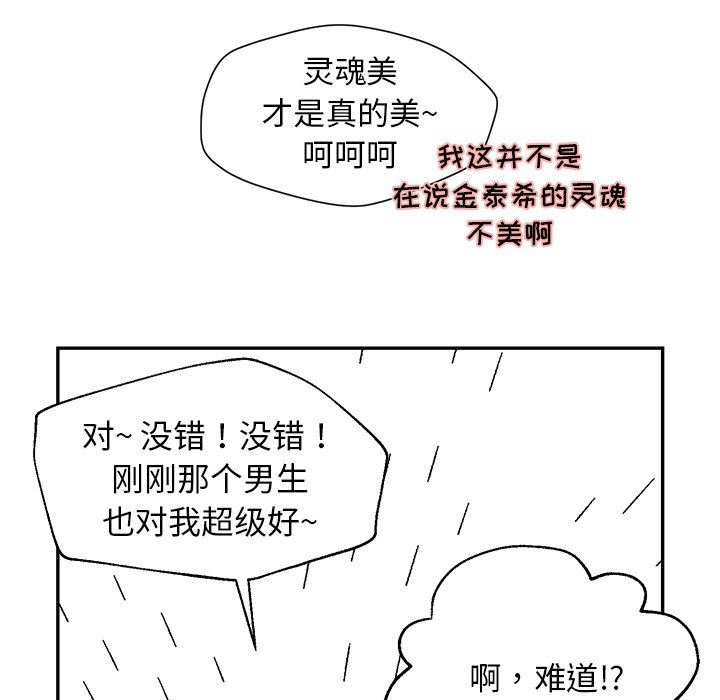 灵魂美
才是真的美~
呵呵呵
我这并不是
在说金泰希的灵魂
不美啊
对~没错！没错！
刚刚那个男生
也对我超级好~
啊，难道!?